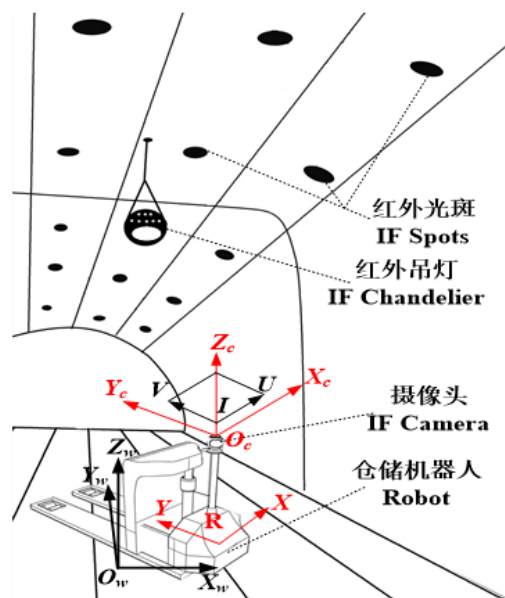 红外光斑
IF Spots
红外吊灯
IF Chandelier
Z_c
X_c
Y_c
V
U
I
O_c
摄像头
IF Camera
Z_w
Y_w
仓储机器人
Robot
Y
R
X
O_w
X_w